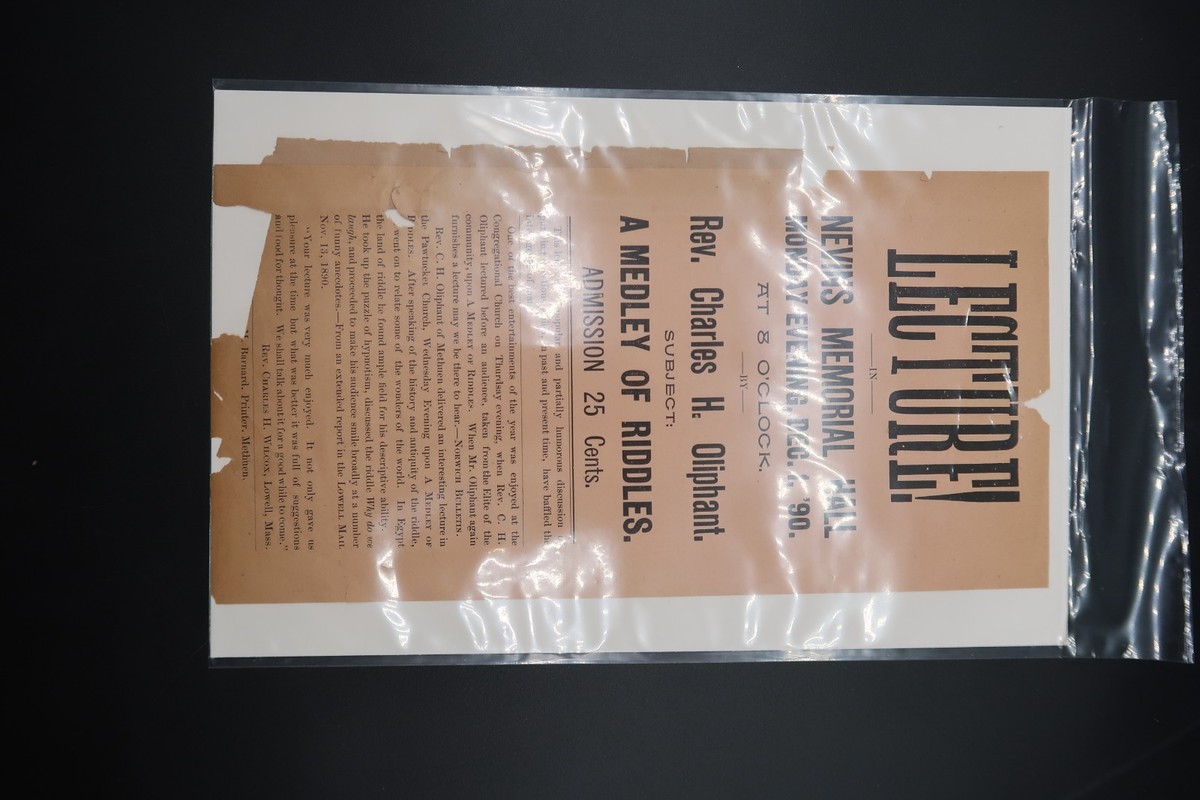 LECTURE!
—IN—
NEVINS MEMORIAL HALL
MONDAY EVENING, DEC. '90.
AT 8 O'CLOCK.
—BY—
Rev. Charles H. Oliphant.
SUBJECT:
A MEDLEY OF RIDDLES.
ADMISSION 25 Cents.
and partially humorous discussion
past and present time, have baffled the
One of the best entertainments of the year was enjoyed at the
Congregational Church on Thursday evening, when Rev. C. H.
Oliphant lectured before an audience, taken from the Elite of the
community, upon A MEDLEY OF RIDDLES. When Mr. Oliphant again
furnishes a lecture may we be there to hear.—NORWICH BULLETIN.
Rev. C. H. Oliphant of Methuen delivered an interesting lecture in
the Pawtucket Church, Wednesday Evening upon A MEDLEY OF
RIDDLES. After speaking of the history and antiquity of the riddle,
went on to relate some of the wonders of the world. In Egypt
the land of riddle he found ample field for his descriptive ability.
He took up the puzzle of hypnotism, discussed the riddle Why do we
laugh, and proceeded to make his audience smile broadly at a number
of funny anecdotes.—From an extended report in the LOWELL MAIL
Nov. 13, 1890.
"Your lecture was very much enjoyed. It not only gave us
pleasure at the time but what was better it was full of suggestions
and food for thought. We shall talk about it for a good while to come."
Rev. CHARLES H. WILCOX, Lowell, Mass.
Barnard, Printer, Methuen.